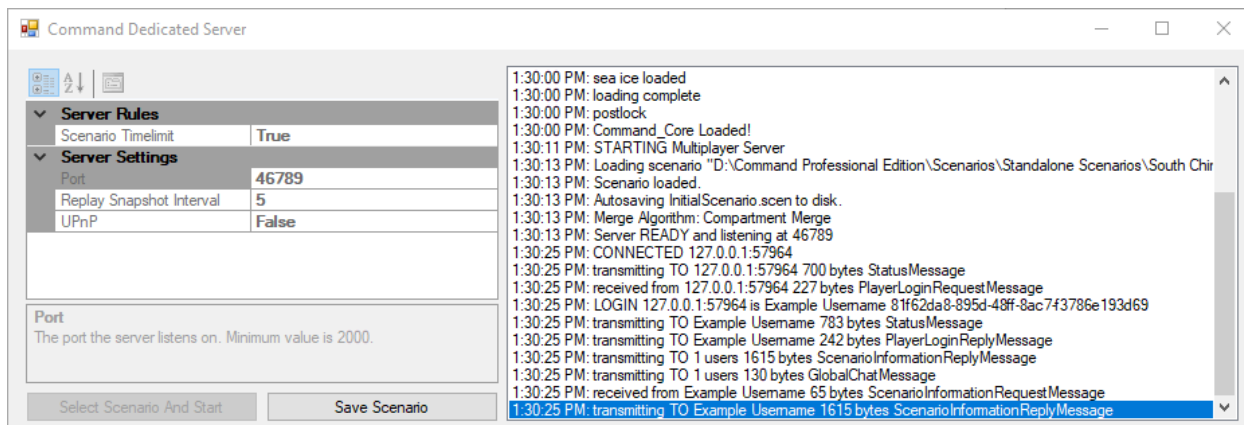 Command Dedicated Server
Server Rules
Scenario Timelimit True
Server Settings
Port 46789
Replay Snapshot Interval 5
UPnP False
Port
The port the server listens on. Minimum value is 2000.
Select Scenario And Start Save Scenario
1:30:00 PM: sea ice loaded
1:30:00 PM: loading complete
1:30:00 PM: postlock
1:30:00 PM: Command_Core Loaded!
1:30:11 PM: STARTING Multiplayer Server
1:30:13 PM: Loading scenario "D:\Command Professional Edition\Scenarios\Standalone Scenarios\South Chin
1:30:13 PM: Scenario loaded.
1:30:13 PM: Autosaving InitialScenario.scen to disk.
1:30:13 PM: Merge Algorithm: Compartment Merge
1:30:13 PM: Server READY and listening at 46789
1:30:25 PM: CONNECTED 127.0.0.1:57964
1:30:25 PM: transmitting TO 127.0.0.1:57964 700 bytes StatusMessage
1:30:25 PM: received from 127.0.0.1:57964 227 bytes PlayerLoginRequestMessage
1:30:25 PM: LOGIN 127.0.0.1:57964 is Example Username 81f62da8-895d-48ff-8ac7-f3786e193d69
1:30:25 PM: transmitting TO Example Username 783 bytes StatusMessage
1:30:25 PM: transmitting TO Example Username 242 bytes PlayerLoginReplyMessage
1:30:25 PM: transmitting TO 1 users 1615 bytes ScenarioInformationReplyMessage
1:30:25 PM: transmitting TO 1 users 130 bytes GlobalChatMessage
1:30:25 PM: received from Example Username 65 bytes ScenarioInformationRequestMessage
1:30:25 PM: transmitting TO Example Username 1615 bytes ScenarioInformationReplyMessage